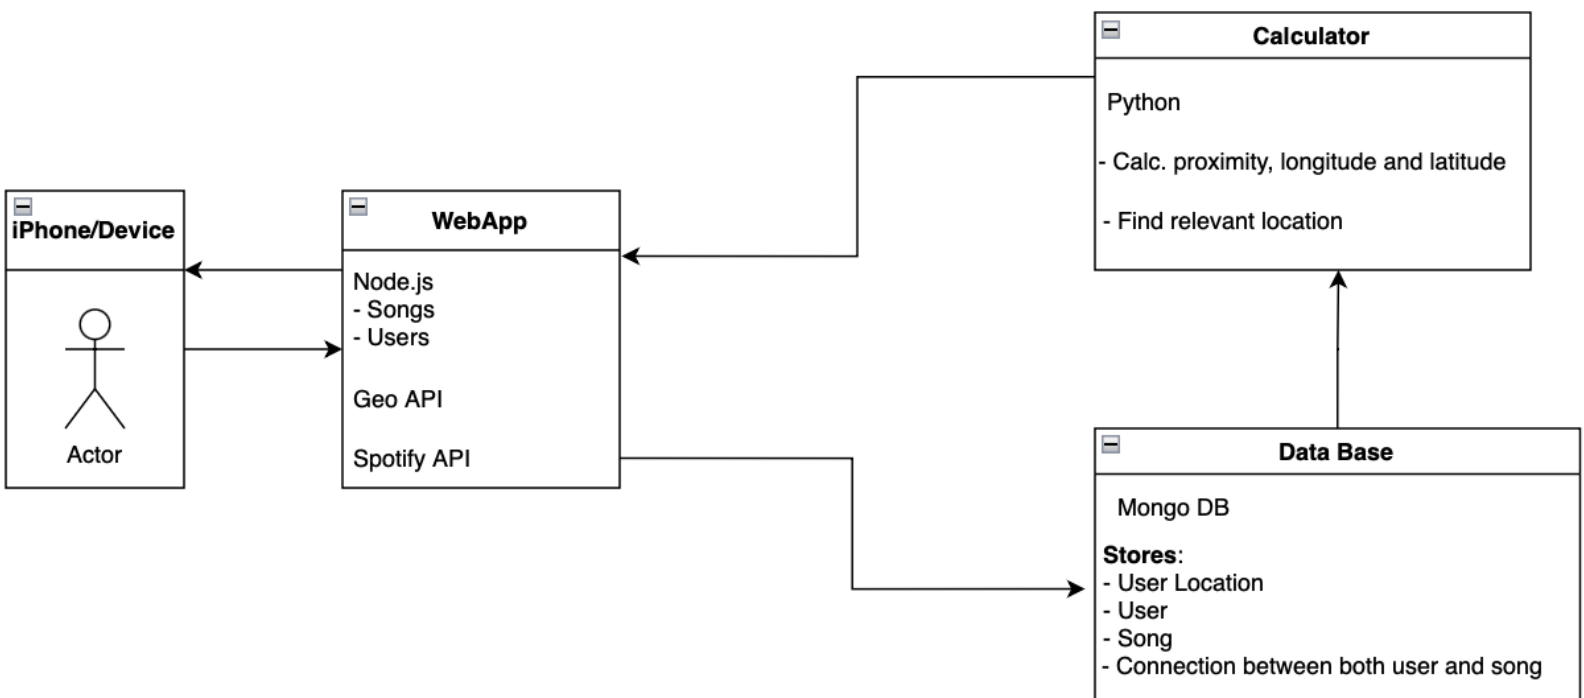 iPhone/Device
Actor
WebApp
Node.js
- Songs
- Users
Geo API
Spotify API
Calculator
Python
- Calc. proximity, longitude and latitude
- Find relevant location
Data Base
Mongo DB
Stores:
- User Location
- User
- Song
- Connection between both user and song